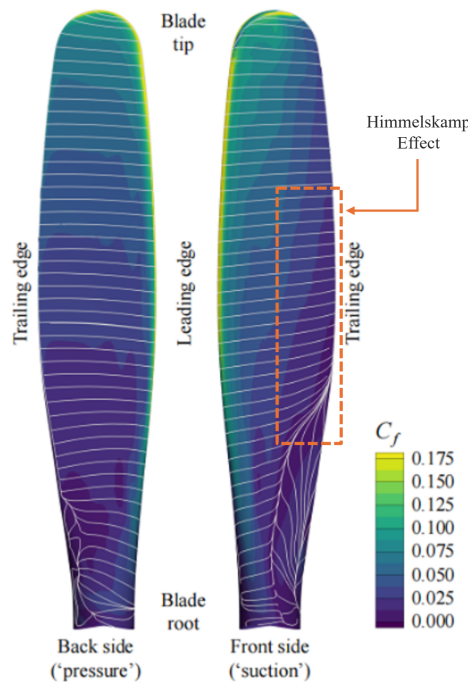 Blade
tip
Himmelskamp
Effect
Trailing edge
Leading edge
Trailing edge
C_f
0.175
0.150
0.125
0.100
0.075
0.050
0.025
0.000
Blade
root
Back side
(‘pressure’)
Front side
(‘suction’)